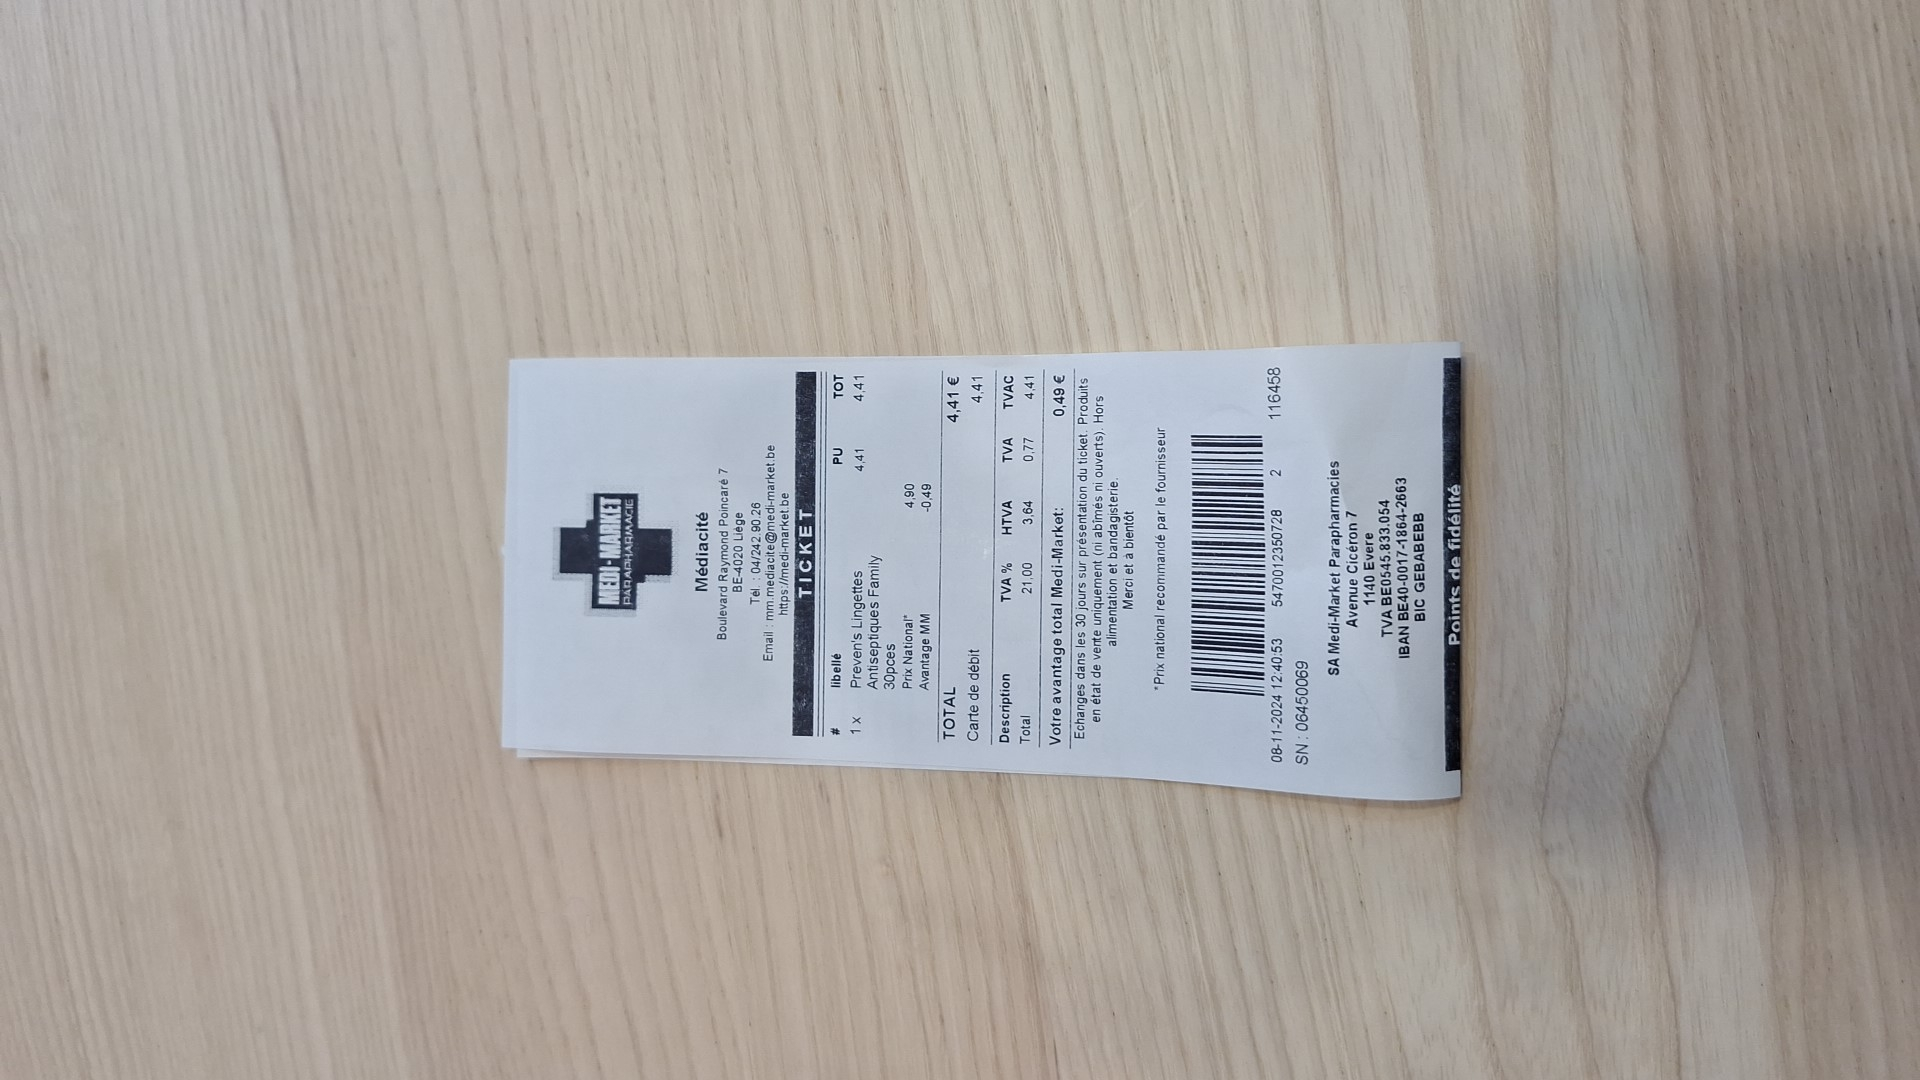 MEDI-MARKET
PARAPHARMACIE
Médiacité
Boulevard Raymond Poincaré 7
BE-4020 Liége
Tél : 04/242.90.26
Email : mm.mediacite@medi-market.be
https://medi-market.be
TICKET
# libellé PU TOT
1 x Preven's Lingettes 4,41 4,41
Antiseptiques Family
30pces
Prix National* 4,90
Avantage MM -0,49
TOTAL 4,41 €
Carte de débit 4,41
Description TVA % HTVA TVA TVAC
Total 21,00 3,64 0,77 4,41
Votre avantage total Medi-Market: 0,49 €
Echanges dans les 30 jours sur présentation du ticket. Produits
en état de vente uniquement (ni abîmés ni ouverts). Hors
alimentation et bandagisterie.
Merci et à bientôt
*Prix national recommandé par le fournisseur
08-11-2024 12:40:53 5470012350728 2 116458
SN : 06450069
SA Medi-Market Parapharmacies
Avenue Cicéron 7
1140 Evere
TVA BE0545.833.054
IBAN BE40-0017-1864-2663
BIC GEBABEBB
Points de fidélité